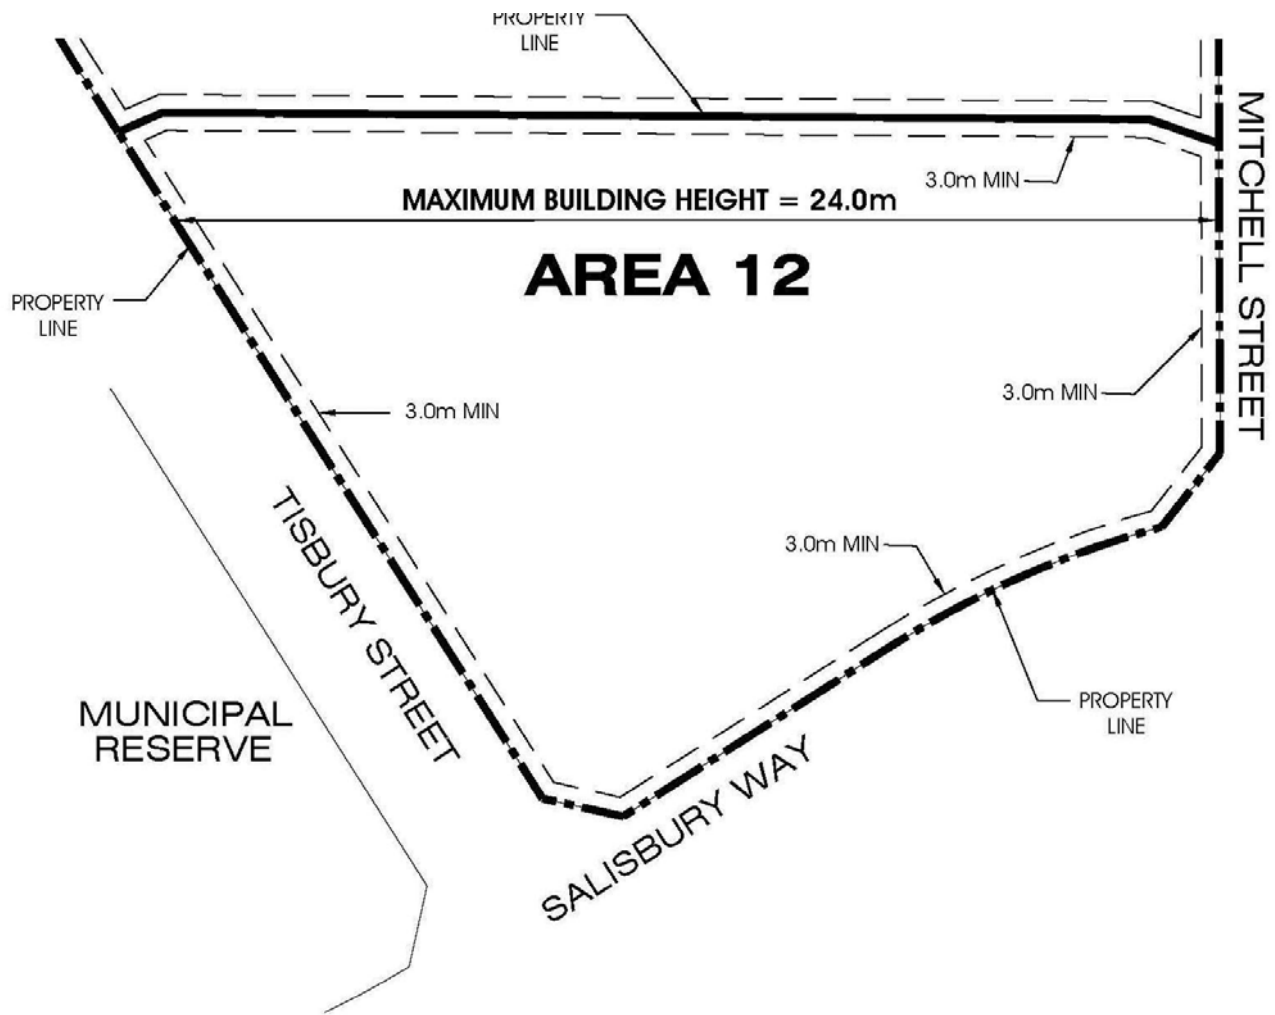 PROPERTY
LINE
MITCHELL STREET
3.0m MIN
MAXIMUM BUILDING HEIGHT = 24.0m
AREA 12
PROPERTY
LINE
3.0m MIN
3.0m MIN
TISBURY STREET
3.0m MIN
MUNICIPAL
RESERVE
PROPERTY
LINE
SALISBURY WAY